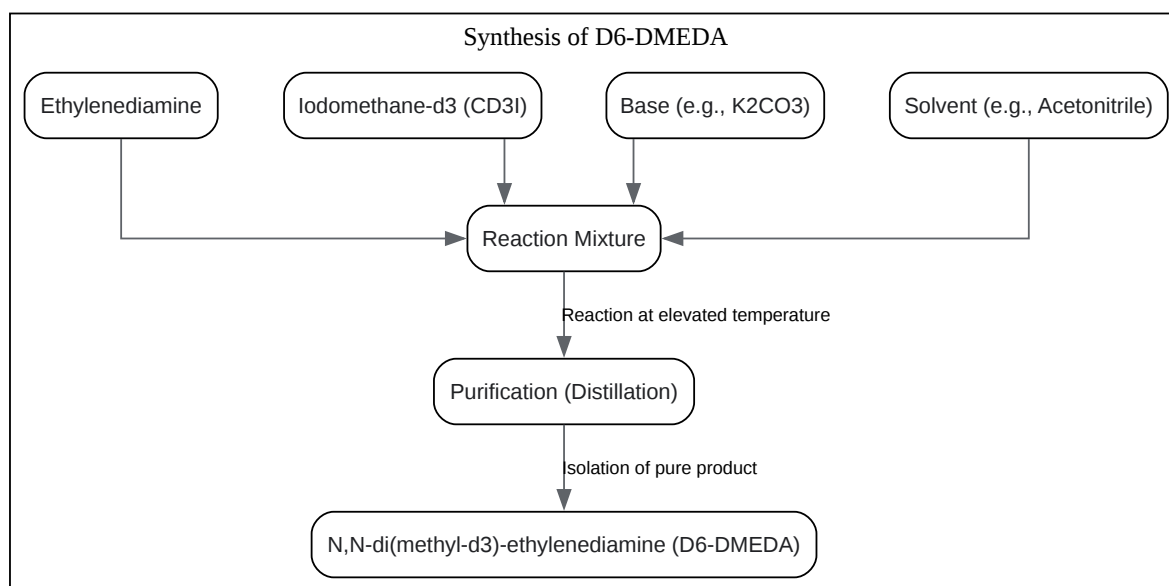 Synthesis of D6-DMEDA
Ethylenediamine
Iodomethane-d3 (CD3I)
Base (e.g., K2CO3)
Solvent (e.g., Acetonitrile)
Reaction Mixture
Reaction at elevated temperature
Purification (Distillation)
Isolation of pure product
N,N-di(methyl-d3)-ethylenediamine (D6-DMEDA)